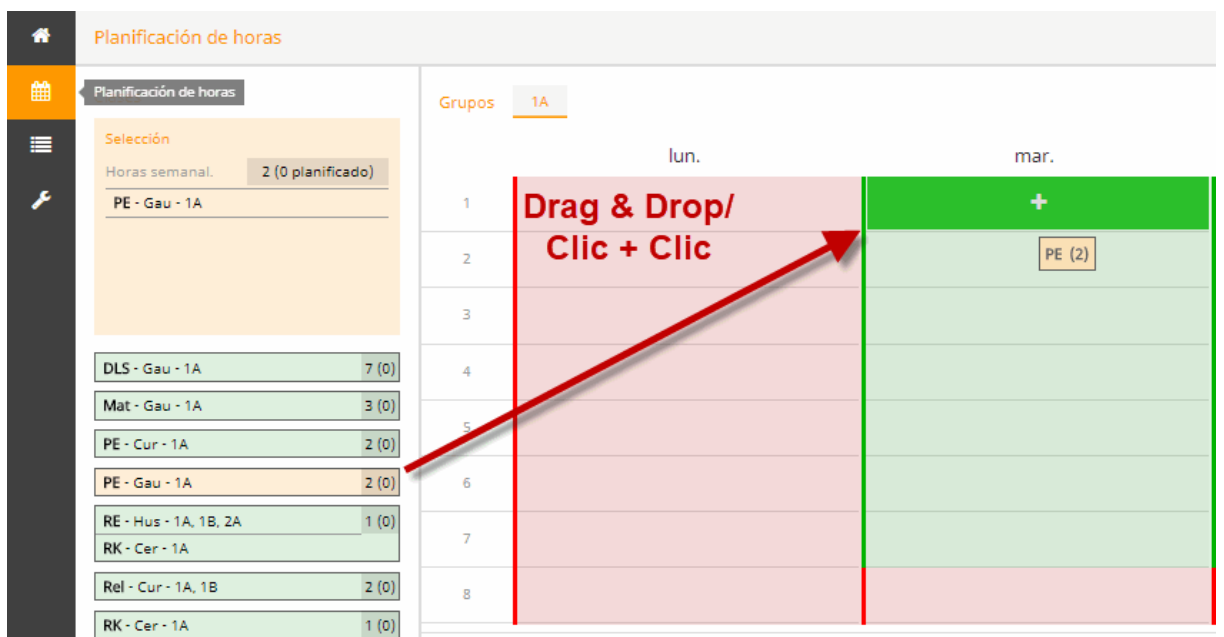 Planificación de horas
Planificación de horas
Selección
Horas semanal. 2 (0 planificado)
PE - Gau - 1A
DLS - Gau - 1A 7 (0)
Mat - Gau - 1A 3 (0)
PE - Cur - 1A 2 (0)
PE - Gau - 1A 2 (0)
RE - Hus - 1A, 1B, 2A 1 (0)
RK - Cer - 1A
Rel - Cur - 1A, 1B 2 (0)
RK - Cer - 1A 1 (0)
Grupos 1A
lun. mar.
1
Drag & Drop/
Clic + Clic
+
2
PE (2)
3
4
5
6
7
8